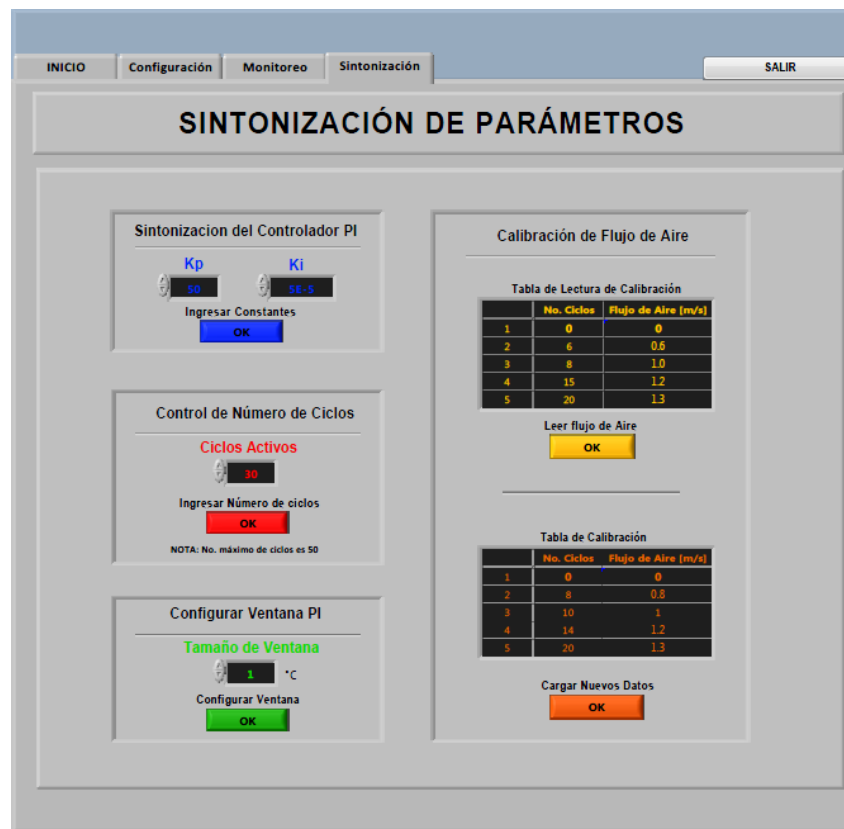 INICIO Configuración Monitoreo Sintonización SALIR
SINTONIZACIÓN DE PARÁMETROS
Sintonizacion del Controlador PI
Kp Ki
50 5E-5
Ingresar Constantes
OK
Control de Número de Ciclos
Ciclos Activos
30
Ingresar Número de ciclos
OK
NOTA: No. máximo de ciclos es 50
Configurar Ventana PI
Tamaño de Ventana
1 °C
Configurar Ventana
OK
Calibración de Flujo de Aire
Tabla de Lectura de Calibración
No. Ciclos Flujo de Aire [m/s]
1 0 0
2 6 0.6
3 8 1.0
4 15 1.2
5 20 1.3
Leer flujo de Aire
OK
Tabla de Calibración
No. Ciclos Flujo de Aire [m/s]
1 0 0
2 8 0.8
3 10 1
4 14 1.2
5 20 1.3
Cargar Nuevos Datos
OK